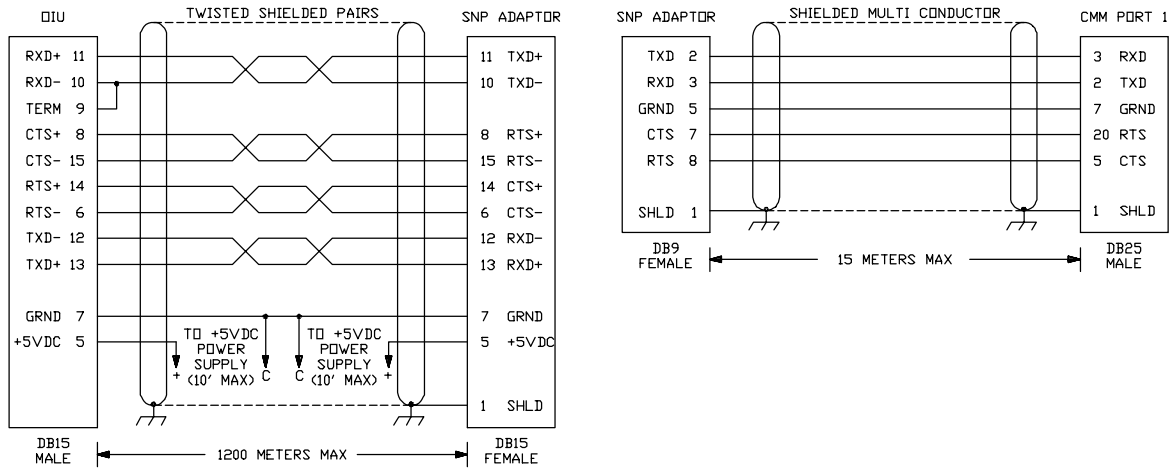 OIU TWISTED SHIELDED PAIRS SNP ADAPTOR
RXD+ 11 11 TXD+
RXD- 10 10 TXD-
TERM 9
CTS+ 8 8 RTS+
CTS- 15 15 RTS-
RTS+ 14 14 CTS+
RTS- 6 6 CTS-
TXD- 12 12 RXD-
TXD+ 13 13 RXD+
GRND 7 7 GRND
+5VDC 5 5 +5VDC
TO +5VDC
POWER
SUPPLY
(10' MAX)
+ C
TO +5VDC
POWER
SUPPLY
(10' MAX)
C +
1 SHLD
DB15
MALE
1200 METERS MAX
DB15
FEMALE
SNP ADAPTOR SHIELDED MULTI CONDUCTOR CMM PORT 1
TXD 2 3 RXD
RXD 3 2 TXD
GRND 5 7 GRND
CTS 7 20 RTS
RTS 8 5 CTS
SHLD 1 1 SHLD
DB9
FEMALE
15 METERS MAX
DB25
MALE